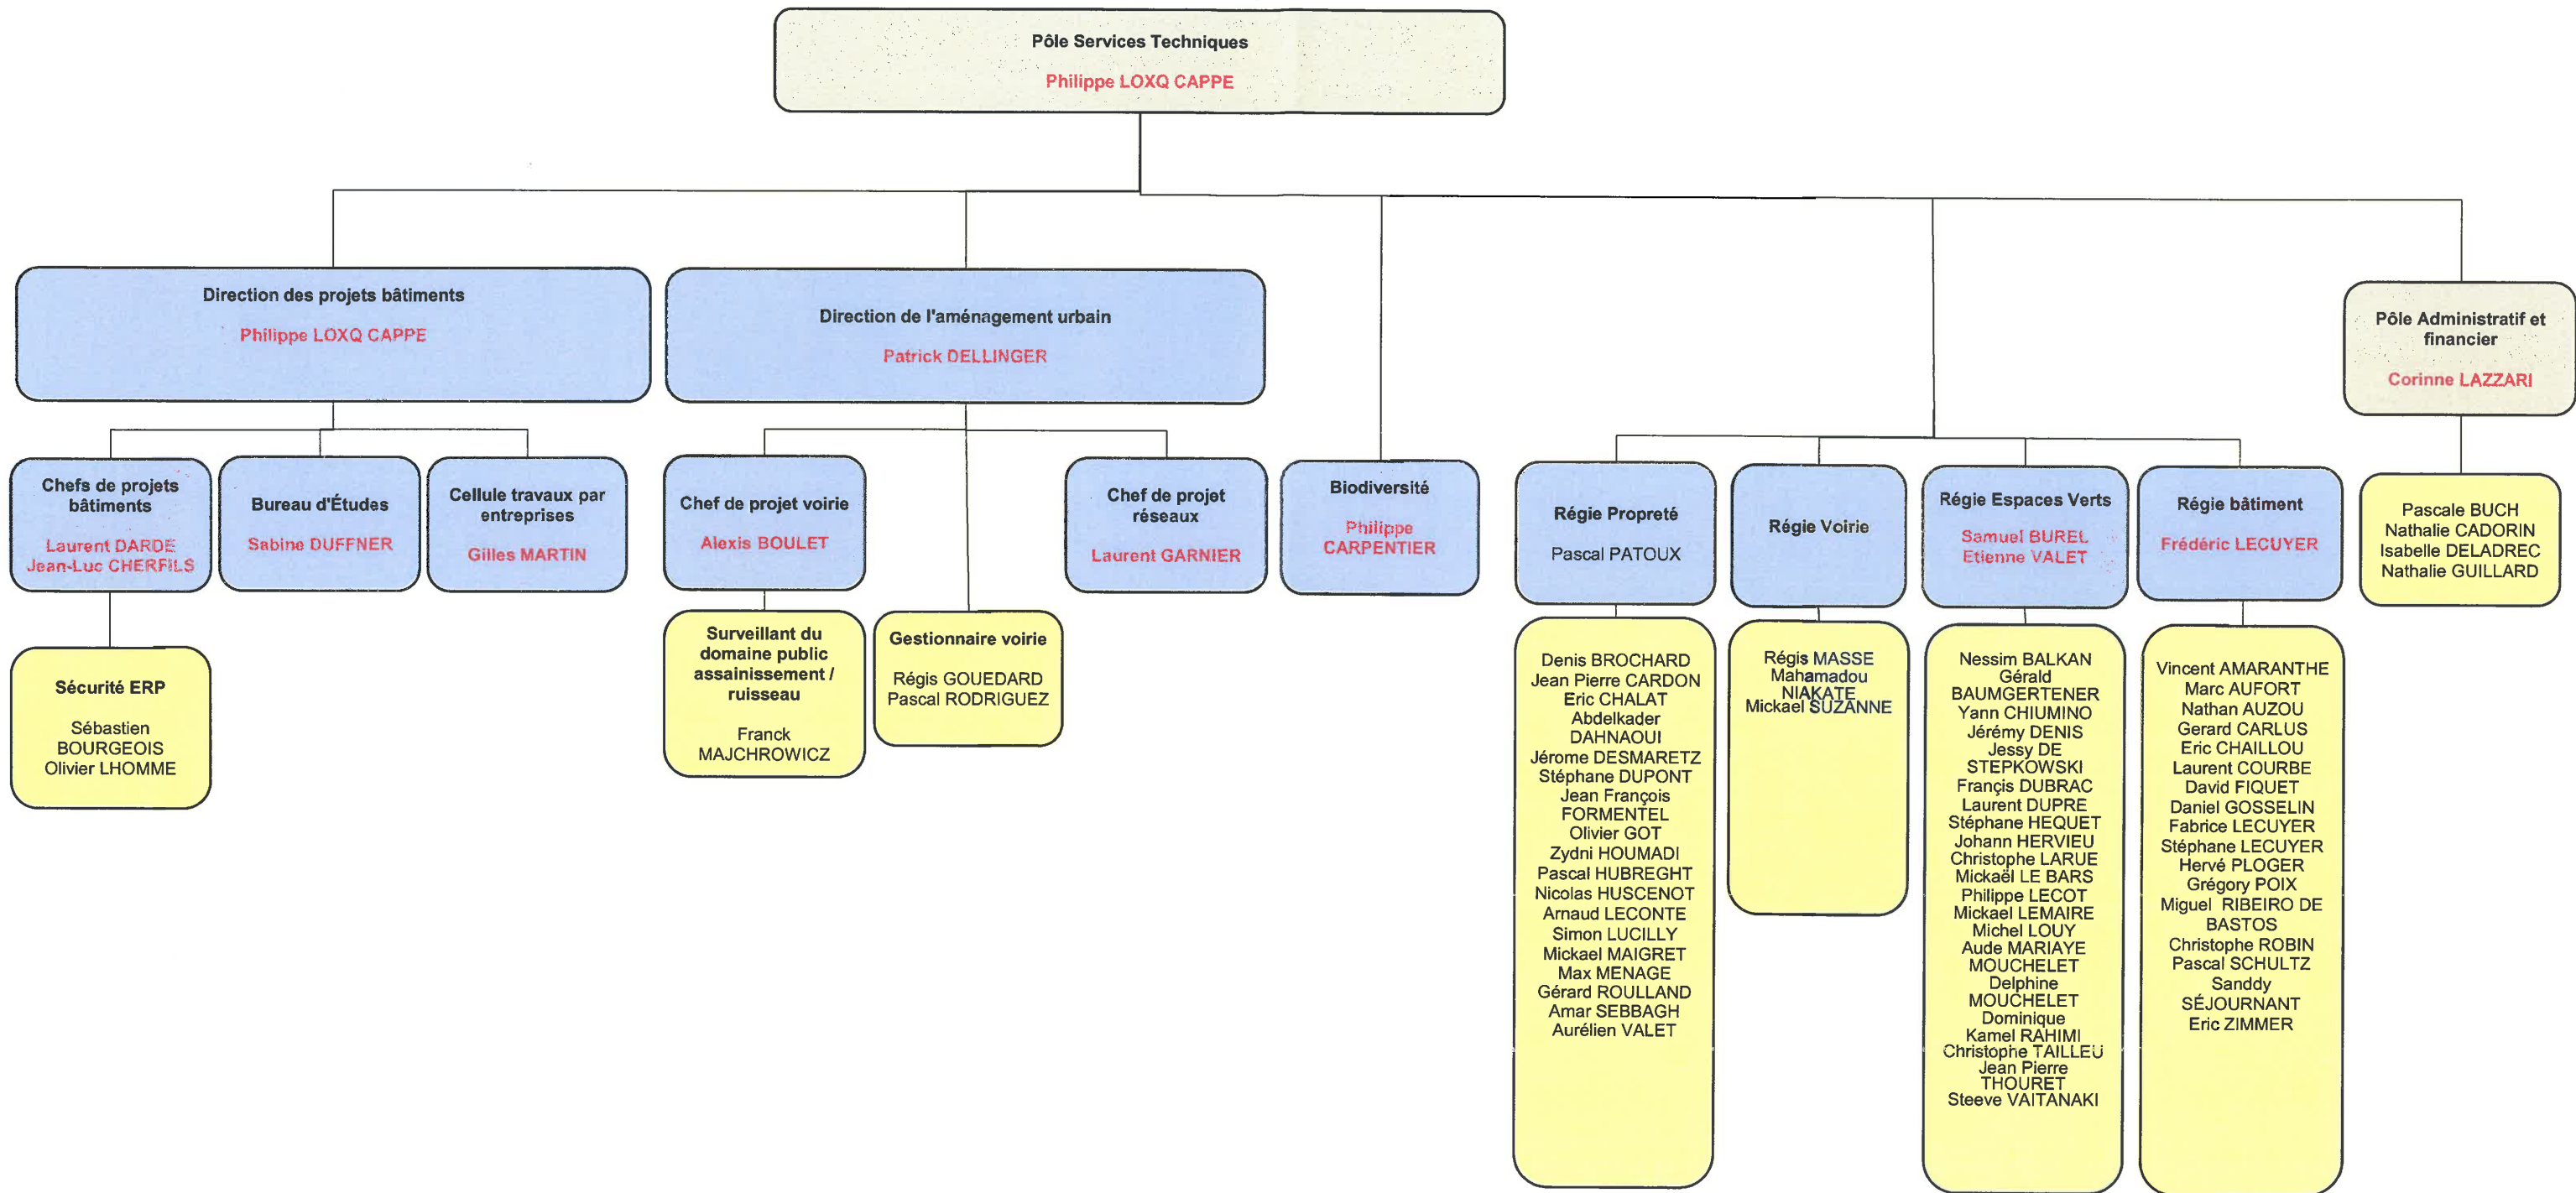 Pôle Services Techniques
Philippe LOXQ CAPPE
Direction des projets bâtiments
Philippe LOXQ CAPPE
Direction de l'aménagement urbain
Patrick DELLINGER
Pôle Administratif et
financier
Corinne LAZZARI
Chefs de projets
bâtiments
Laurent DARDE
Jean-Luc CHERFILS
Bureau d'Études
Sabine DUFFNER
Cellule travaux par
entreprises
Gilles MARTIN
Chef de projet voirie
Alexis BOULET
Chef de projet
réseaux
Laurent GARNIER
Biodiversité
Philippe
CARPENTIER
Régie Propreté
Pascal PATOUX
Régie Voirie
Régie Espaces Verts
Samuel BUREL
Etienne VALET
Régie bâtiment
Frédéric LECUYER
Pascale BUCH
Nathalie CADORIN
Isabelle DELADREC
Nathalie GUILLARD
Sécurité ERP
Sébastien
BOURGEOIS
Olivier LHOMME
Surveillant du
domaine public
assainissement /
ruisseau
Franck
MAJCHROWICZ
Gestionnaire voirie
Régis GOUEDARD
Pascal RODRIGUEZ
Denis BROCHARD
Jean Pierre CARDON
Eric CHALAT
Abdelkader
DAHNAOUI
Jérome DESMARETZ
Stéphane DUPONT
Jean François
FORMENTEL
Olivier GOT
Zydni HOUMADI
Pascal HUBREGHT
Nicolas HUSCENOT
Arnaud LECONTE
Simon LUCILLY
Mickael MAIGRET
Max MENAGE
Gérard ROULLAND
Amar SEBBAGH
Aurélien VALET
Régis MASSE
Mahamadou
NIAKATE
Mickael SUZANNE
Nessim BALKAN
Gérald
BAUMGERTENER
Yann CHIUMINO
Jérémy DENIS
Jessy DE
STEPKOWSKI
Françis DUBRAC
Laurent DUPRE
Stéphane HEQUET
Johann HERVIEU
Christophe LARUE
Mickaël LE BARS
Philippe LECOT
Mickael LEMAIRE
Michel LOUY
Aude MARIAYE
MOUCHELET
Delphine
MOUCHELET
Dominique
Kamel RAHIMI
Christophe TAILLEU
Jean Pierre
THOURET
Steeve VAITANAKI
Vincent AMARANTHE
Marc AUFORT
Nathan AUZOU
Gerard CARLUS
Eric CHAILLOU
Laurent COURBE
David FIQUET
Daniel GOSSELIN
Fabrice LECUYER
Stéphane LECUYER
Hervé PLOGER
Grégory POIX
Miguel RIBEIRO DE
BASTOS
Christophe ROBIN
Pascal SCHULTZ
Sanddy
SÉJOURNANT
Eric ZIMMER